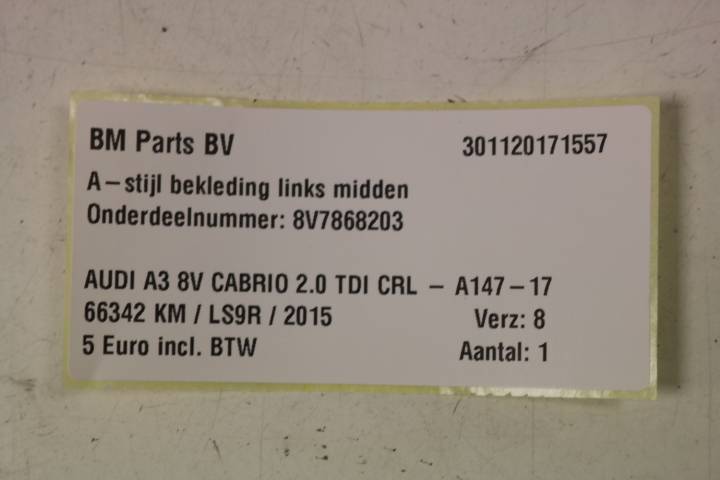 BM Parts BV 301120171557
A-stijl bekleding links midden
Onderdeelnummer: 8V7868203
AUDI A3 8V CABRIO 2.0 TDI CRL - A147-17
66342 KM / LS9R / 2015 Verz: 8
5 Euro incl. BTW Aantal: 1